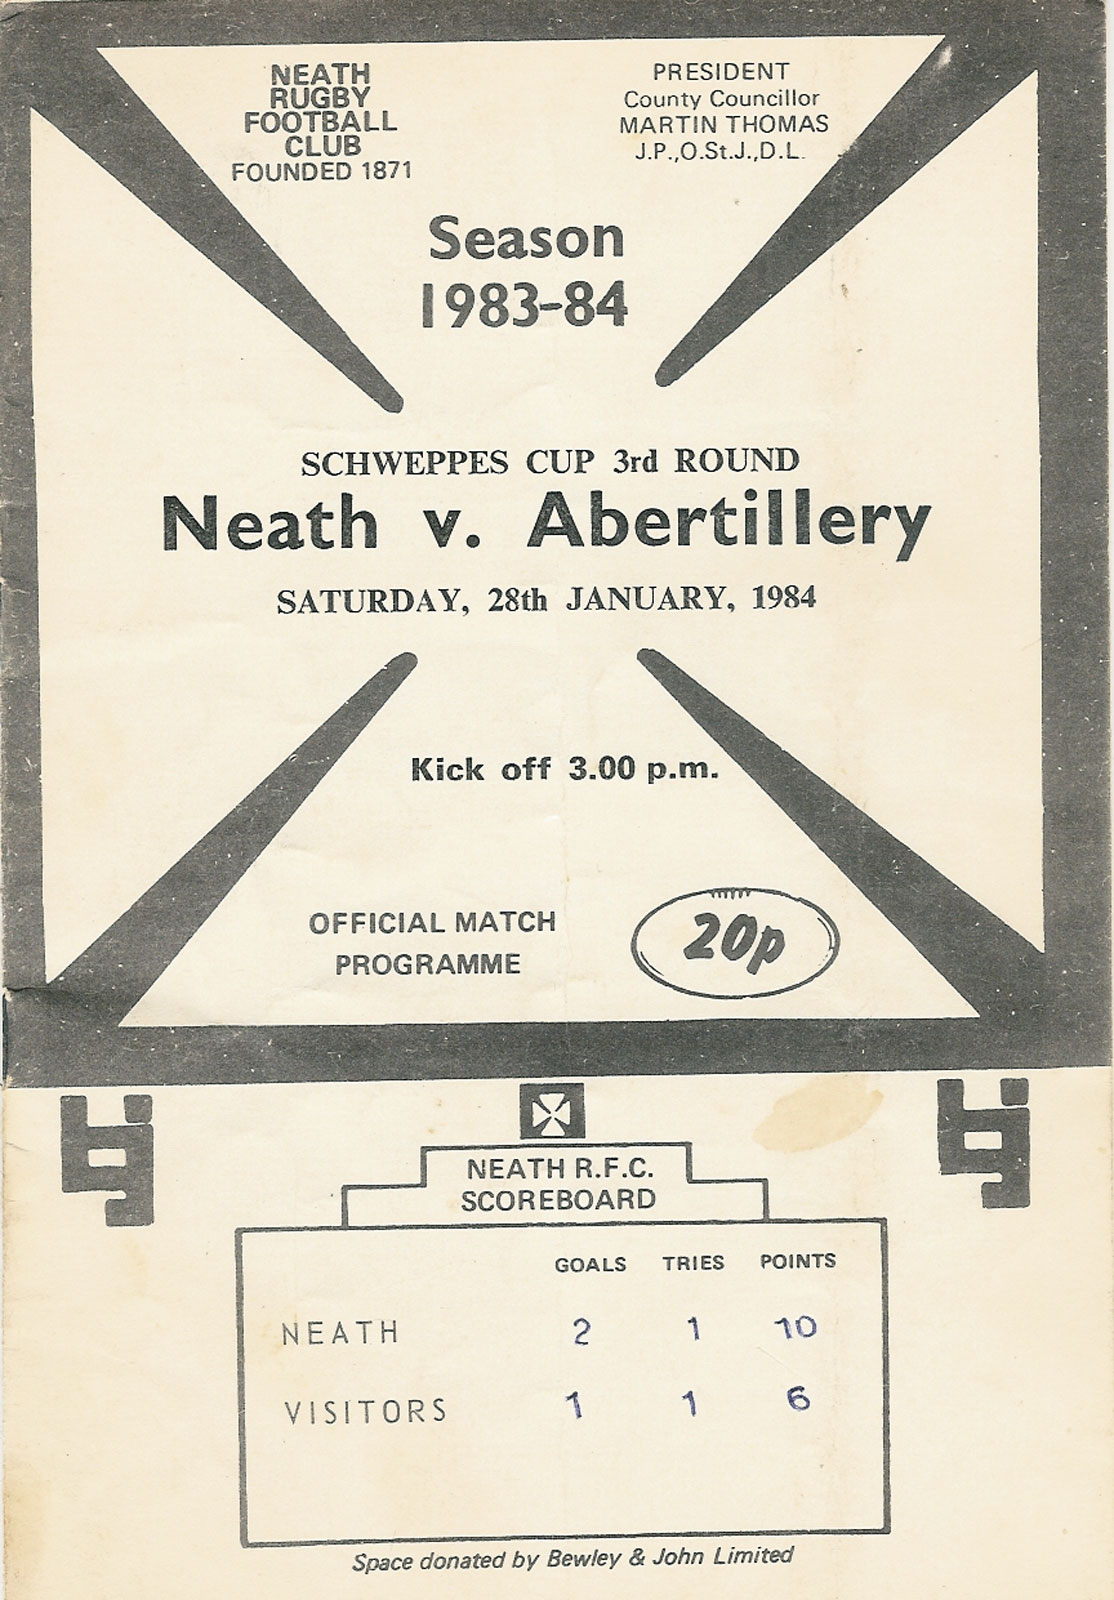 NEATH
RUGBY
FOOTBALL
CLUB
FOUNDED 1871
PRESIDENT
County Councillor
MARTIN THOMAS
J.P.,O.St.J.,D.L.
Season
1983-84
SCHWEPPES CUP 3rd ROUND
Neath v. Abertillery
SATURDAY, 28th JANUARY, 1984
Kick off 3.00 p.m.
OFFICIAL MATCH
PROGRAMME
20p
NEATH R.F.C.
SCOREBOARD
GOALS TRIES POINTS
NEATH 2 1 10
VISITORS 1 1 6
Space donated by Bewley & John Limited